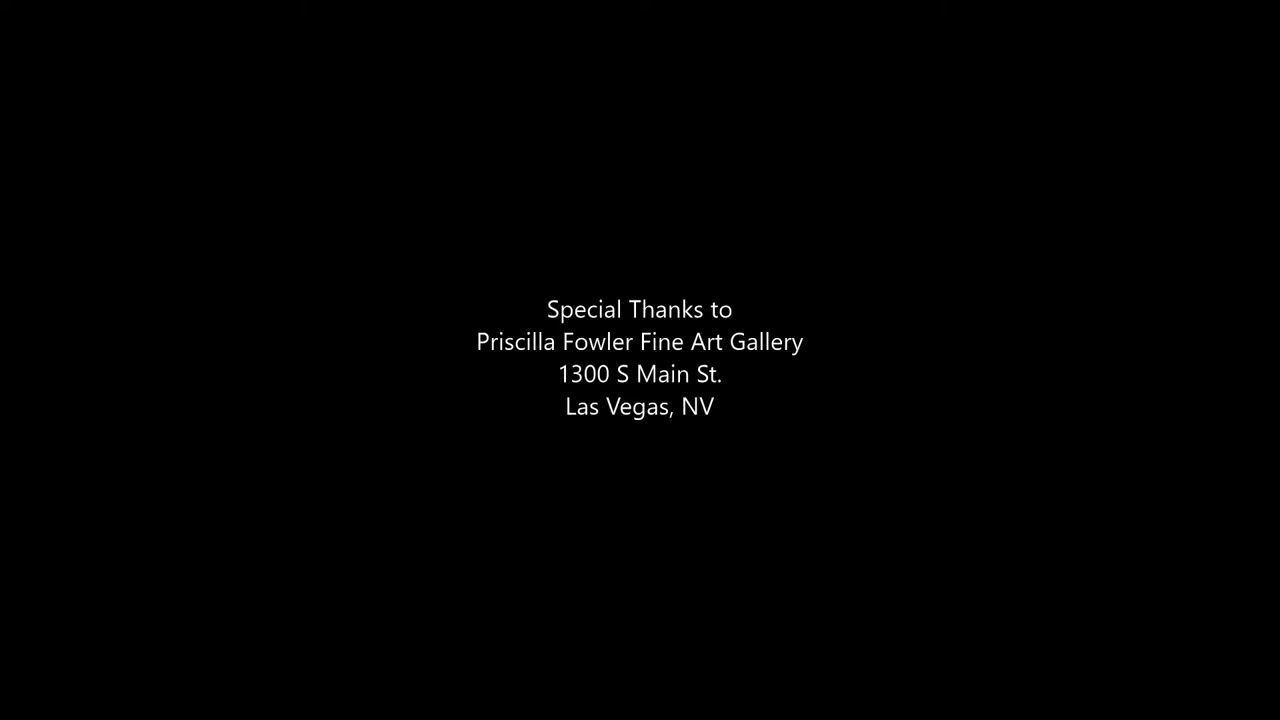 Special Thanks to
Priscilla Fowler Fine Art Gallery
1300 S Main St.
Las Vegas, NV